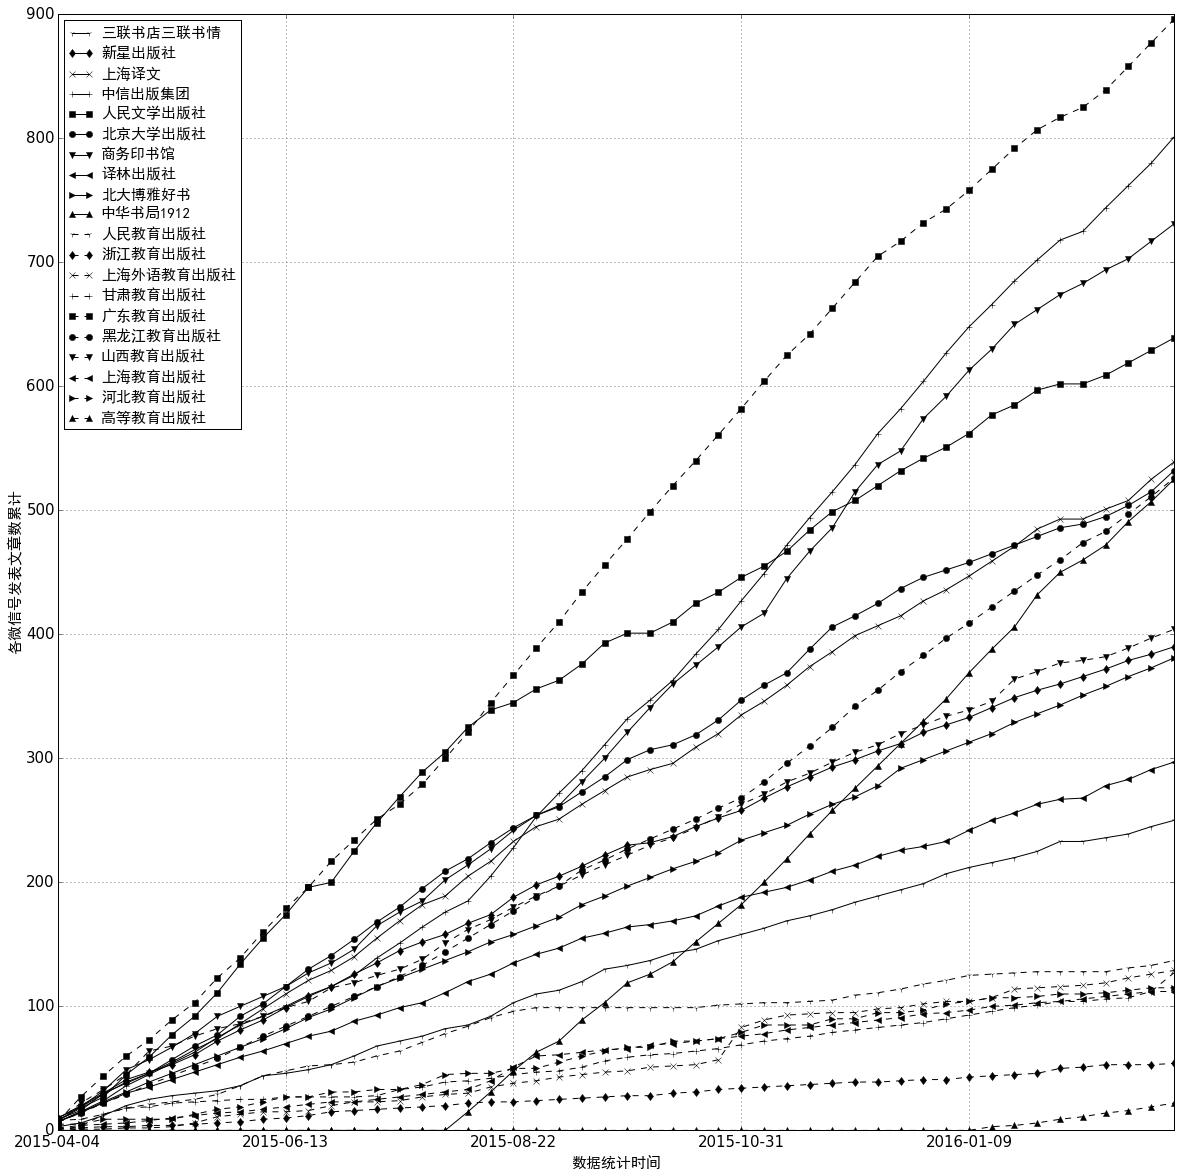 900
800
700
600
500
400
300
200
100
0
三联书店三联书情
新星出版社
上海译文
中信出版集团
人民文学出版社
北京大学出版社
商务印书馆
译林出版社
北大博雅好书
中华书局1912
人民教育出版社
浙江教育出版社
上海外语教育出版社
甘肃教育出版社
广东教育出版社
黑龙江教育出版社
山西教育出版社
上海教育出版社
河北教育出版社
高等教育出版社
各微信号发表文章数累计
2015-04-04
2015-06-13
2015-08-22
2015-10-31
2016-01-09
数据统计时间